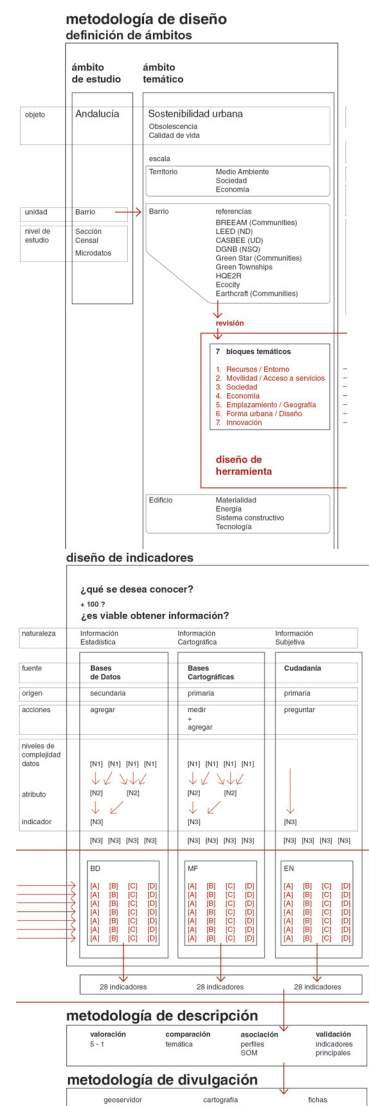 metodología de diseño
definición de ámbitos
ámbito
de estudio
ámbito
temático
objeto
Andalucía
Sostenibilidad urbana
Obsolescencia
Calidad de vida
escala
Territorio
Medio Ambiente
Sociedad
Economía
unidad
Barrio
Barrio
referencias
nivel de
estudio
Sección
Censal
Microdatos
BREEAM (Communities)
LEED (ND)
CASBEE (UD)
DGNB (NSQ)
Green Star (Communities)
Green Townships
HQE2R
Ecocity
Earthcraft (Communities)
revisión
7 bloques temáticos
1. Recursos / Entorno
2. Movilidad / Acceso a servicios
3. Sociedad
4. Economía
5. Emplazamiento / Geografía
6. Forma urbana / Diseño
7. Innovación
diseño de
herramienta
Edificio
Materialidad
Energía
Sistema constructivo
Tecnología
diseño de indicadores
¿qué se desea conocer?
+ 100 ?
¿es viable obtener información?
naturaleza
Información
Estadística
Información
Cartográfica
Información
Subjetiva
fuente
Bases
de Datos
Bases
Cartográficas
Cuidadanía
origen
secundaria
primaria
primaria
acciones
agregar
medir
+
agregar
preguntar
niveles de
complejidad
datos
[N1] [N1] [N1] [N1]
[N1] [N1] [N1] [N1]
atributo
[N2] [N2]
[N2] [N2]
indicador
[N3]
[N3]
[N3]
[N3] [N3] [N3] [N3]
[N3] [N3] [N3] [N3]
[N3] [N3] [N3] [N3]
BD
MF
EN
[A] [B] [C] [D] [A] [B] [C] [D] [A] [B] [C] [D]
[A] [B] [C] [D] [A] [B] [C] [D] [A] [B] [C] [D]
[A] [B] [C] [D] [A] [B] [C] [D] [A] [B] [C] [D]
[A] [B] [C] [D] [A] [B] [C] [D] [A] [B] [C] [D]
[A] [B] [C] [D] [A] [B] [C] [D] [A] [B] [C] [D]
[A] [B] [C] [D] [A] [B] [C] [D] [A] [B] [C] [D]
[A] [B] [C] [D] [A] [B] [C] [D] [A] [B] [C] [D]
28 indicadores
28 indicadores
28 indicadores
metodología de descripción
valoración
5 - 1
comparación
temática
asociación
perfiles
SOM
validación
indicadores
principales
metodología de divulgación
geoservidor
cartografía
fichas